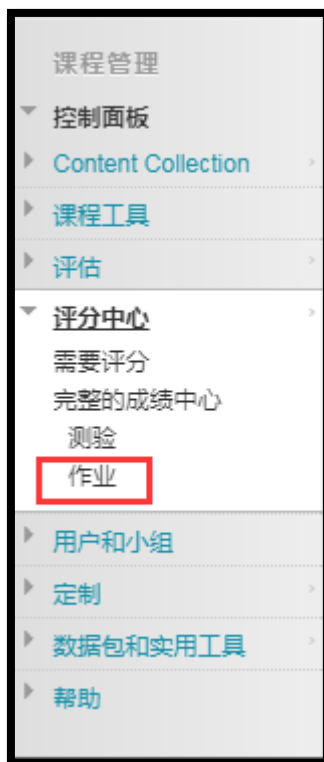 课程管理
控制面板
Content Collection
课程工具
评估
评分中心
需要评分
完整的成绩中心
测验
作业
用户和小组
定制
数据包和实用工具
帮助